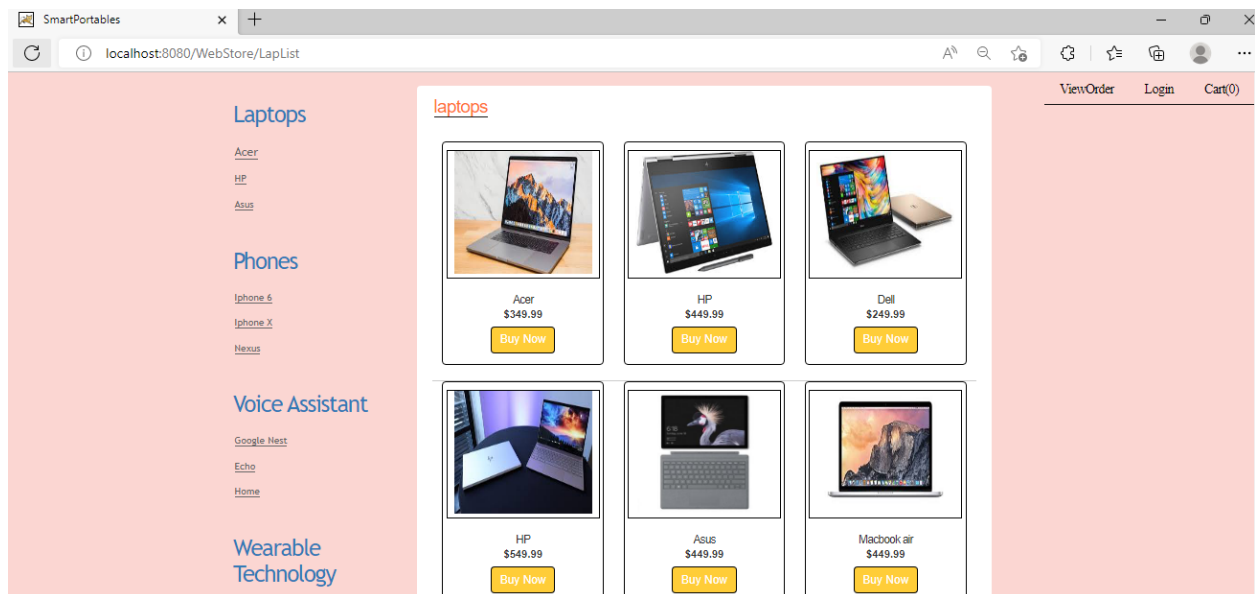 SmartPortables
localhost:8080/WebStore/LapList
ViewOrder Login Cart(0)
Laptops
Acer
HP
Asus
Phones
Iphone 6
Iphone X
Nexus
Voice Assistant
Google Nest
Echo
Home
Wearable
Technology
laptops
Acer
$349.99
Buy Now
HP
$449.99
Buy Now
Dell
$249.99
Buy Now
HP
$549.99
Buy Now
Asus
$449.99
Buy Now
Macbook air
$449.99
Buy Now